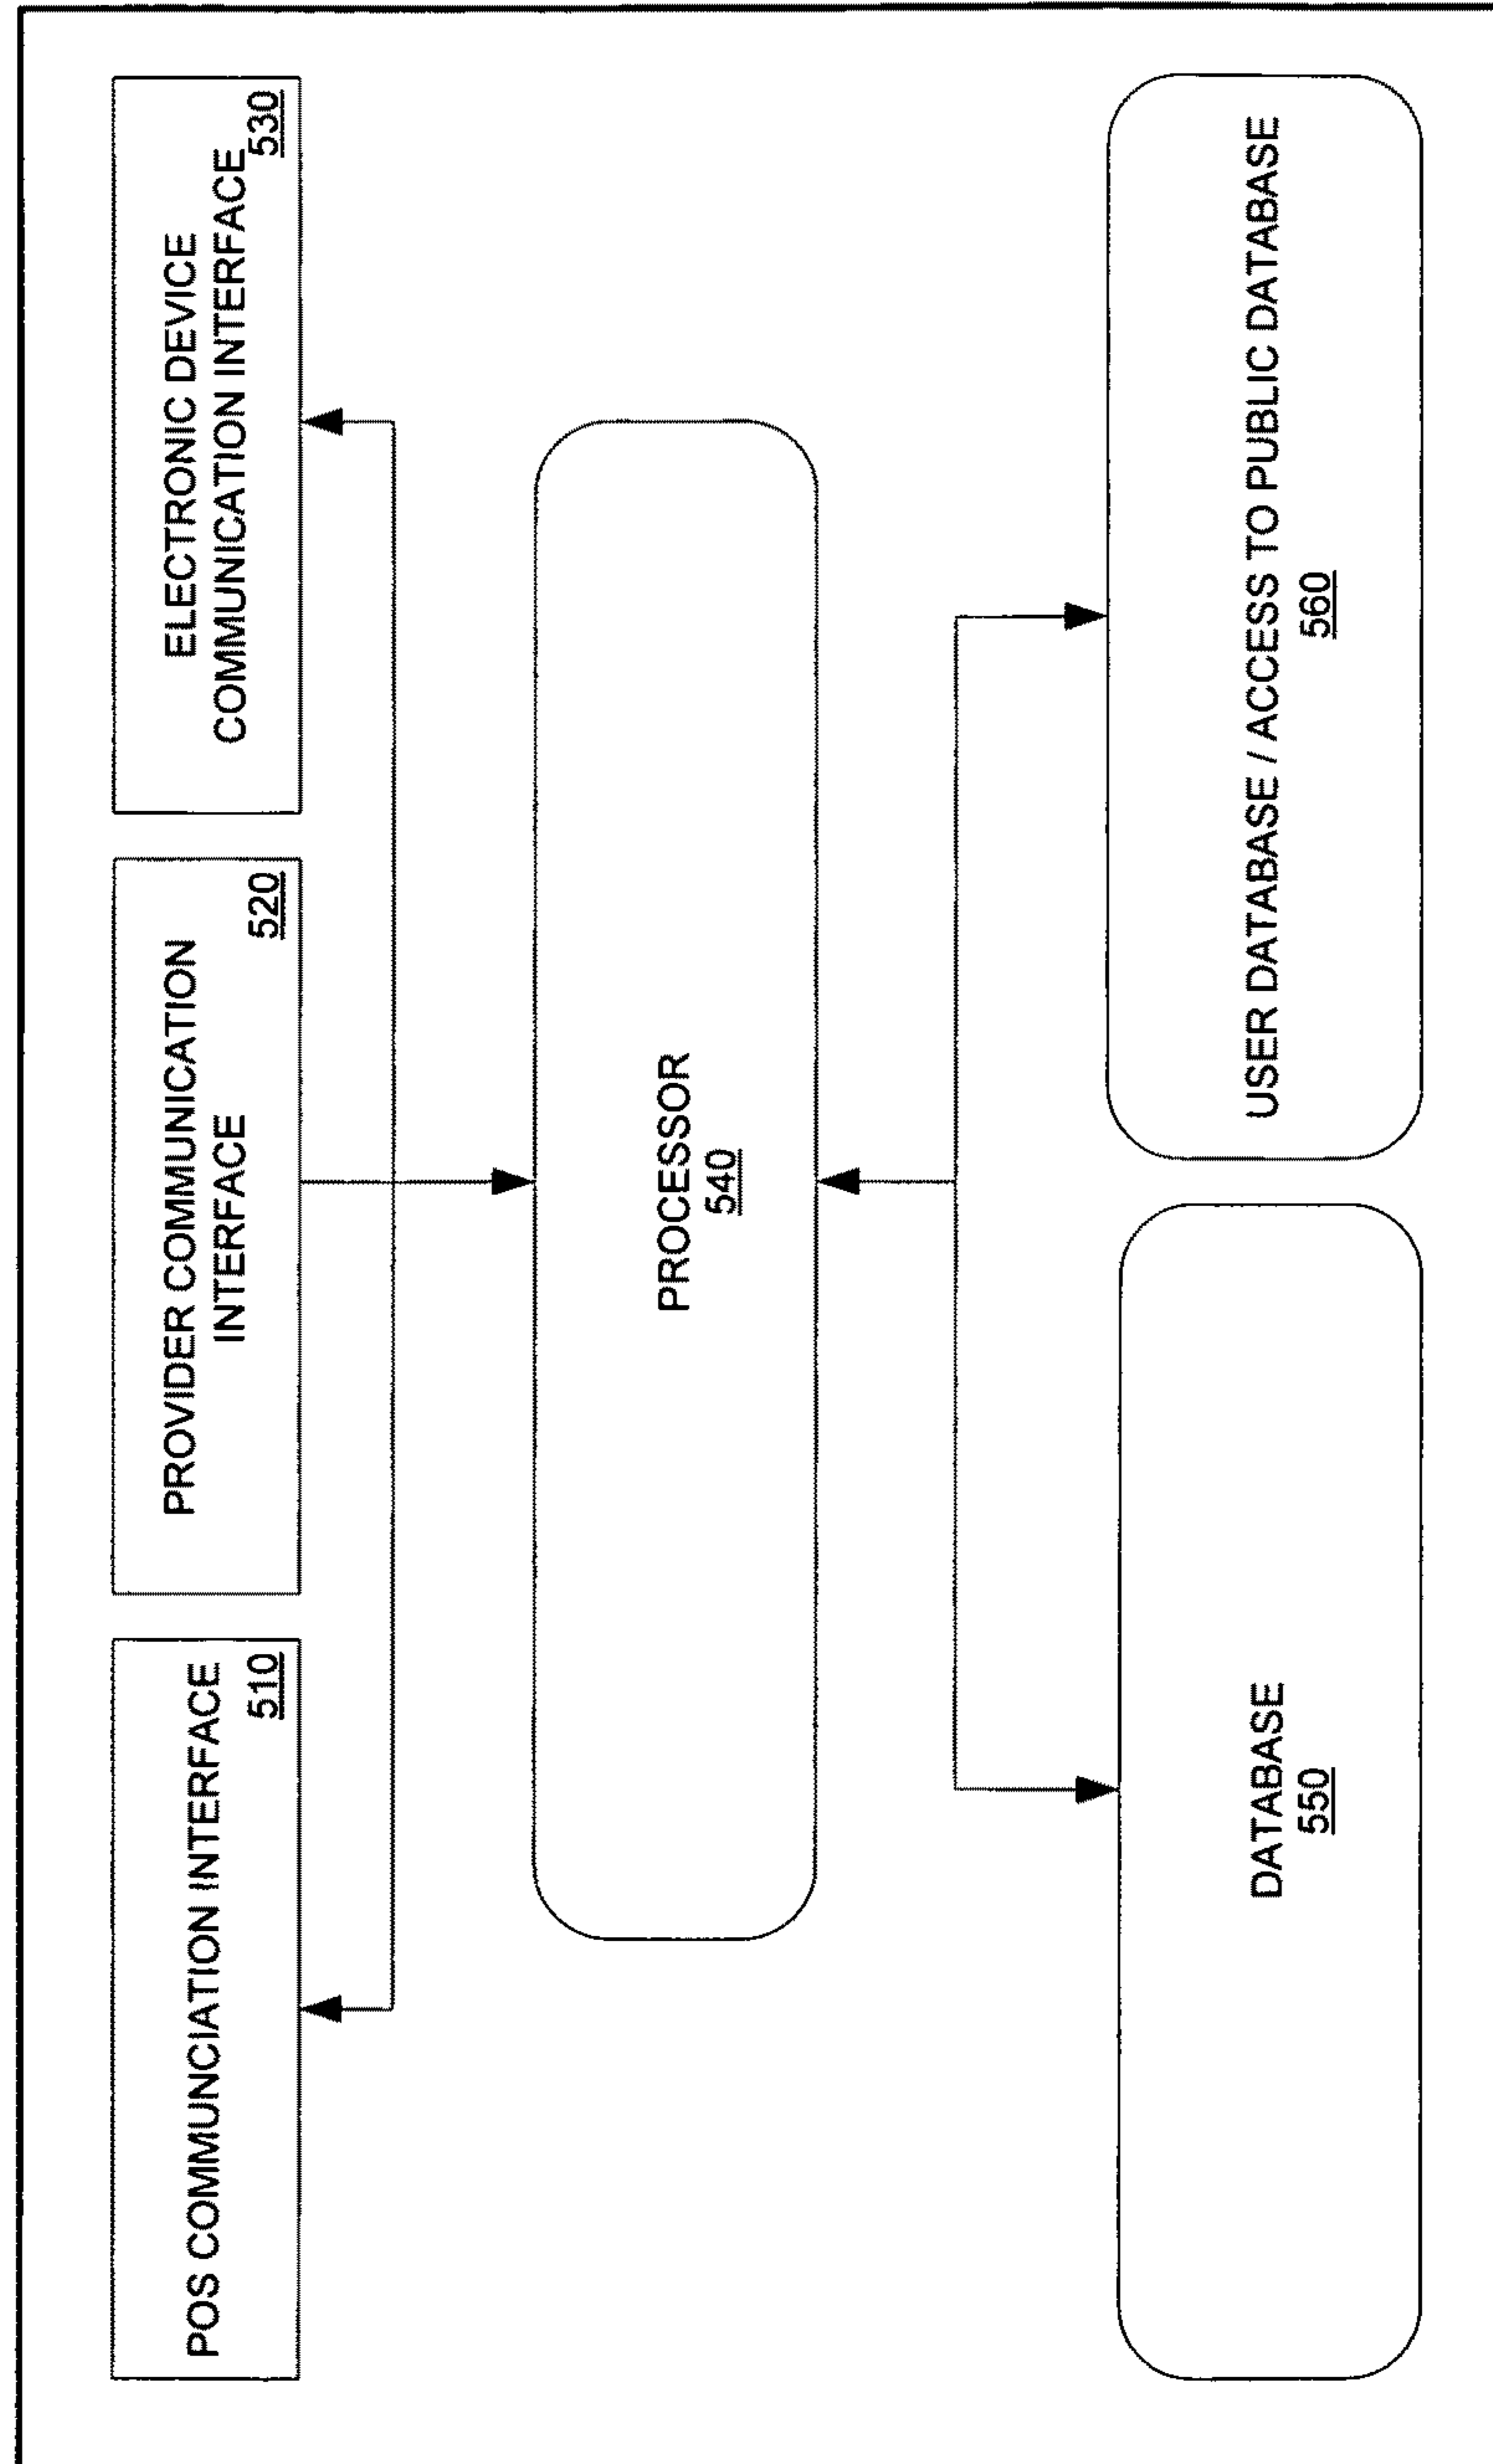 POS COMMUNCIATION INTERFACE
510
PROVIDER COMMUNICATION
INTERFACE
520
ELECTRONIC DEVICE
COMMUNICATION INTERFACE
530
PROCESSOR
540
DATABASE
550
USER DATABASE / ACCESS TO PUBLIC DATABASE
560